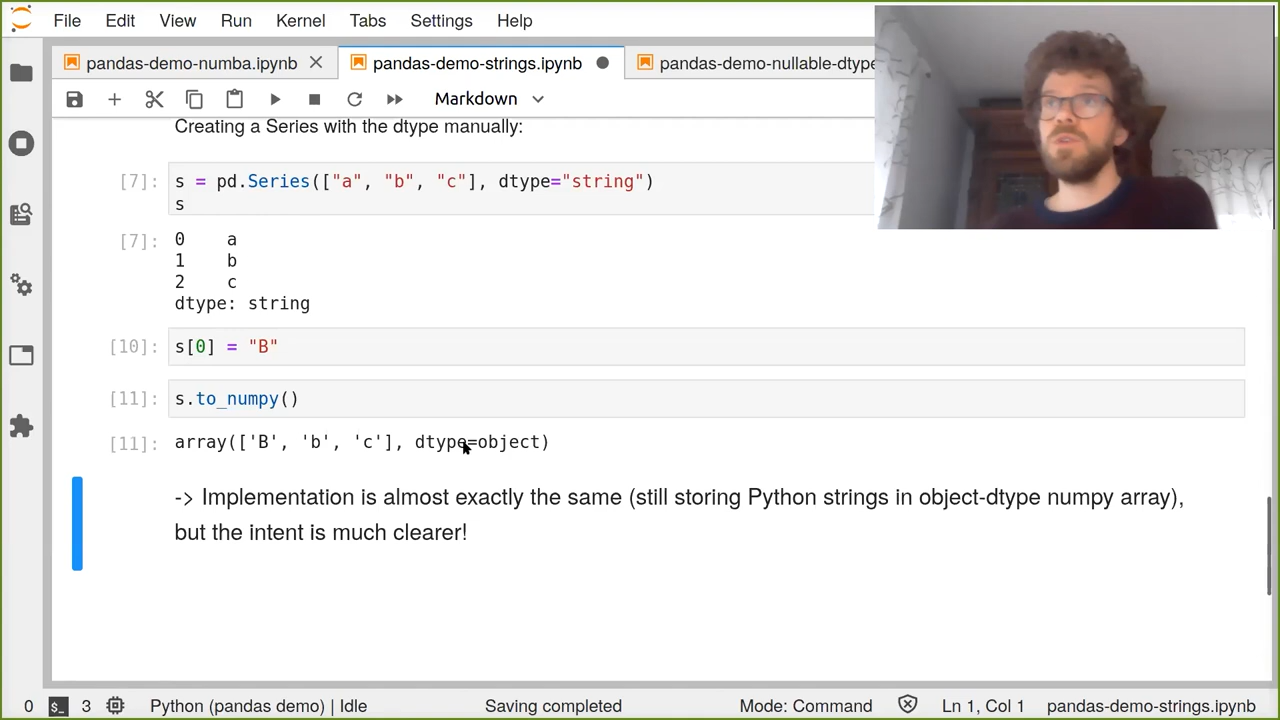 File Edit View Run Kernel Tabs Settings Help
pandas-demo-numba.ipynb pandas-demo-strings.ipynb pandas-demo-nullable-dtype
Markdown
Creating a Series with the dtype manually:
[7]: s = pd.Series(["a", "b", "c"], dtype="string")
s
[7]: 0 a
1 b
2 c
dtype: string
[10]: s[0] = "B"
[11]: s.to_numpy()
[11]: array(['B', 'b', 'c'], dtype=object)
-> Implementation is almost exactly the same (still storing Python strings in object-dtype numpy array),
but the intent is much clearer!
0 $_ 3 Python (pandas demo) | Idle Saving completed Mode: Command Ln 1, Col 1 pandas-demo-strings.ipynb